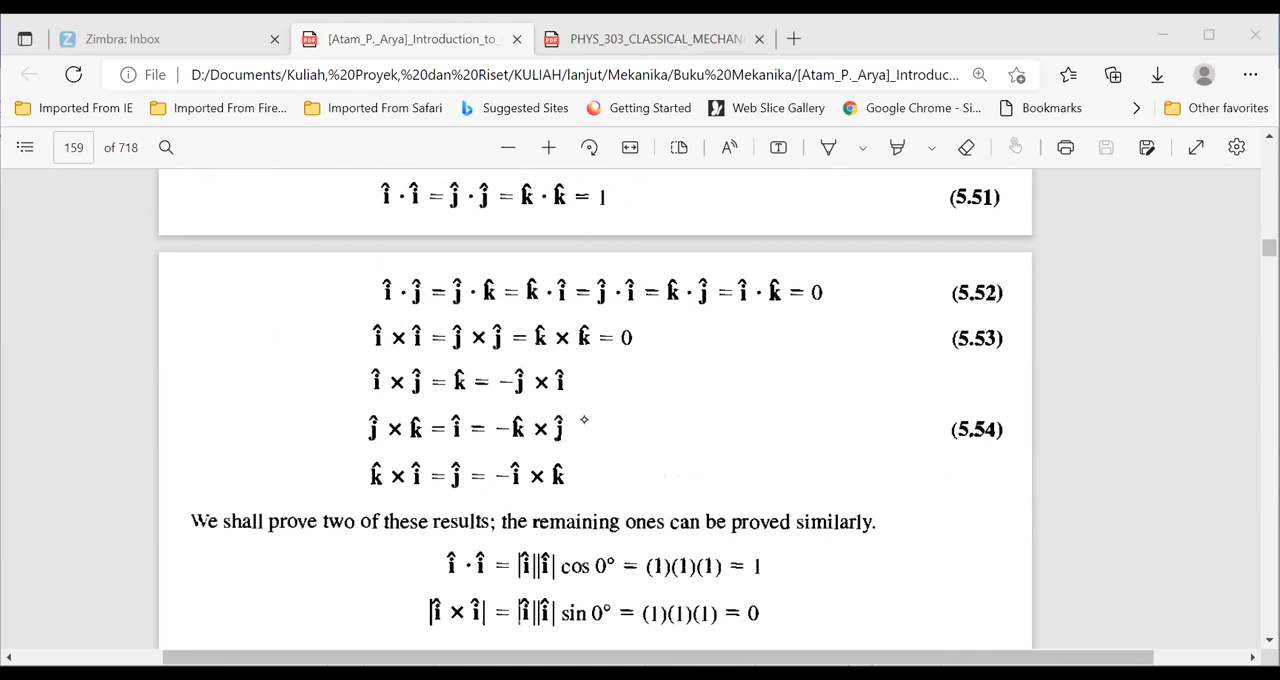 Zimbra: Inbox
[Atam_P._Arya]_Introduction_to_
PHYS_303_CLASSICAL_MECHAN
File D:/Documents/Kuliah,%20Proyek,%20dan%20Riset/KULIAH/lanjut/Mekanika/Buku%20Mekanika/[Atam_P._Arya]_Introduc...
Imported From IE Imported From Fire... Imported From Safari Suggested Sites Getting Started Web Slice Gallery Google Chrome - Si... Bookmarks Other favorites
159 of 718
î · î = ĵ · ĵ = k̂ · k̂ = 1 (5.51)
î · ĵ = ĵ · k̂ = k̂ · î = ĵ · î = k̂ · ĵ = î · k̂ = 0 (5.52)
î × î = ĵ × ĵ = k̂ × k̂ = 0 (5.53)
î × ĵ = k̂ = −ĵ × î
ĵ × k̂ = î = −k̂ × ĵ (5.54)
k̂ × î = ĵ = −î × k̂
We shall prove two of these results; the remaining ones can be proved similarly.
î · î = |î||î| cos 0° = (1)(1)(1) = 1
|î × î| = |î||î| sin 0° = (1)(1)(1) = 0